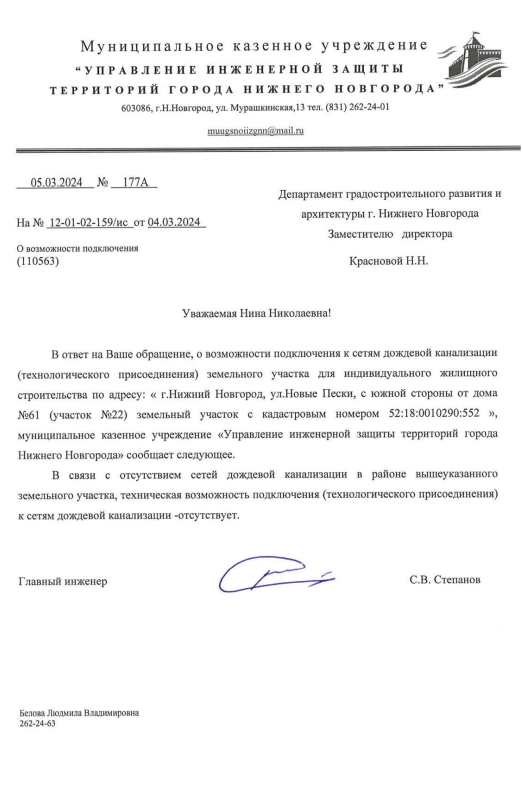 Муниципальное казенное учреждение
“УПРАВЛЕНИЕ ИНЖЕНЕРНОЙ ЗАЩИТЫ
ТЕРРИТОРИЙ ГОРОДА НИЖНЕГО НОВГОРОДА”
603086, г.Н.Новгород, ул. Мурашкинская,13 тел. (831) 262-24-01
muugsnoiizgnn@mail.ru
05.03.2024 № 177А
На № 12-01-02-159/ис от 04.03.2024
О возможности подключения
(110563)
Департамент градостроительного развития и
архитектуры г. Нижнего Новгорода
Заместителю директора
Красновой Н.Н.
Уважаемая Нина Николаевна!
В ответ на Ваше обращение, о возможности подключения к сетям дождевой канализации
(технологического присоединения) земельного участка для индивидуального жилищного
строительства по адресу: « г.Нижний Новгород, ул.Новые Пески, с южной стороны от дома
№61 (участок №22) земельный участок с кадастровым номером 52:18:0010290:552 »,
муниципальное казенное учреждение «Управление инженерной защиты территорий города
Нижнего Новгорода» сообщает следующее.
В связи с отсутствием сетей дождевой канализации в районе вышеуказанного
земельного участка, техническая возможность подключения (технологического присоединения)
к сетям дождевой канализации -отсутствует.
Главный инженер
С.В. Степанов
Белова Людмила Владимировна
262-24-63